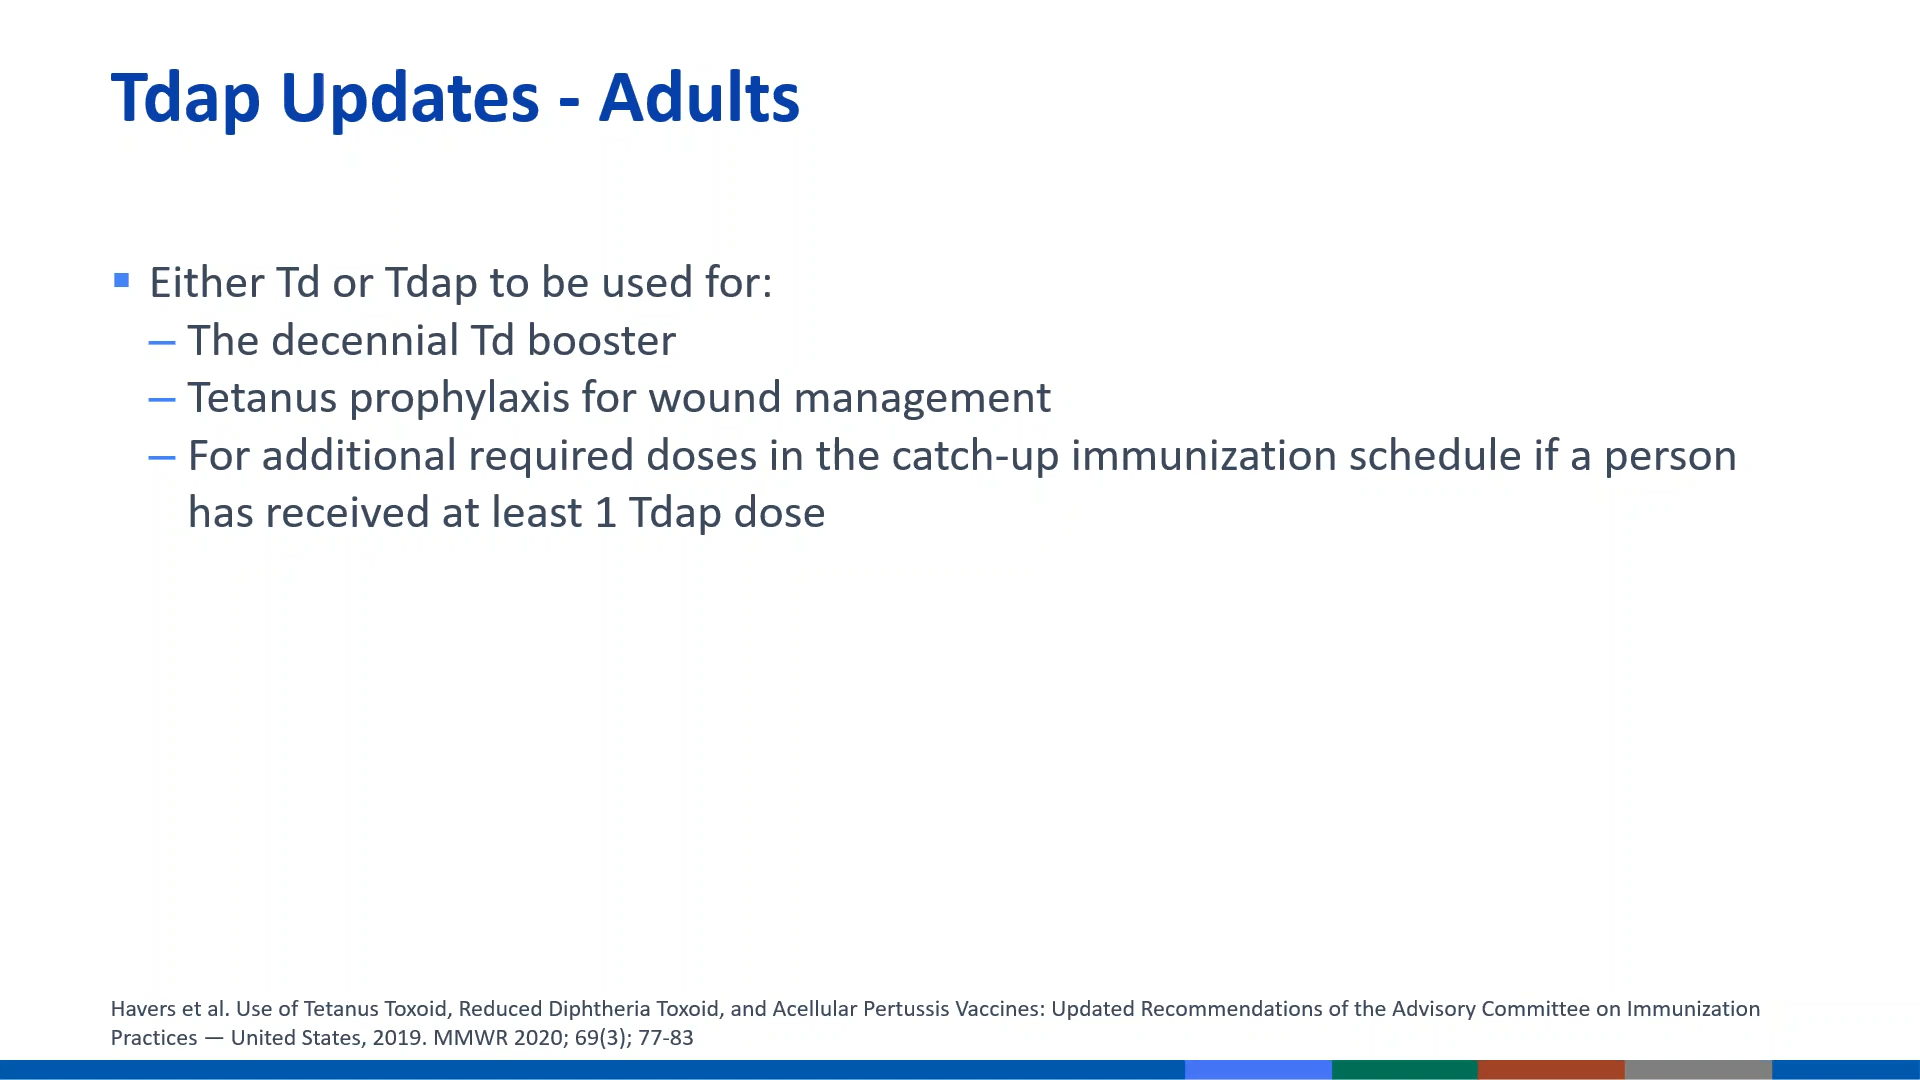 Tdap Updates - Adults
▪ Either Td or Tdap to be used for:
– The decennial Td booster
– Tetanus prophylaxis for wound management
– For additional required doses in the catch-up immunization schedule if a person
has received at least 1 Tdap dose
Havers et al. Use of Tetanus Toxoid, Reduced Diphtheria Toxoid, and Acellular Pertussis Vaccines: Updated Recommendations of the Advisory Committee on Immunization
Practices — United States, 2019. MMWR 2020; 69(3); 77-83